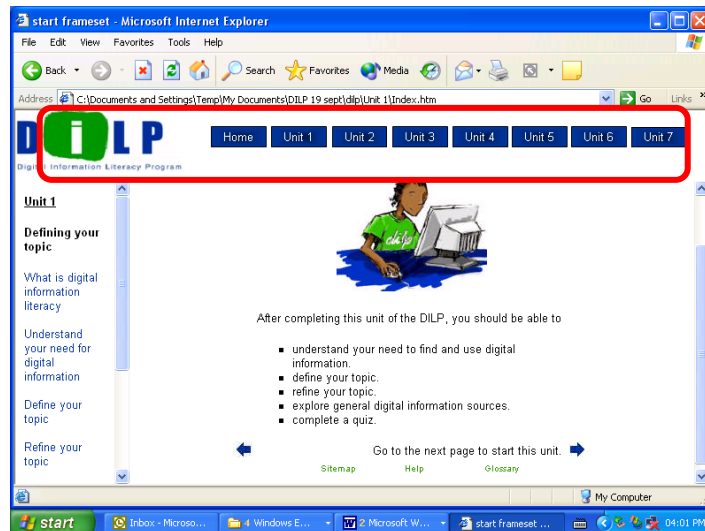 start frameset - Microsoft Internet Explorer
File Edit View Favorites Tools Help
Back Search Favorites Media
Address C:\Documents and Settings\Temp\My Documents\DILP 19 sept\dilp\Unit 1\Index.htm Go Links »
DiLP
Digital Information Literacy Program
Home Unit 1 Unit 2 Unit 3 Unit 4 Unit 5 Unit 6 Unit 7
Unit 1
Defining your
topic
What is digital
information
literacy
Understand
your need for
digital
information
Define your
topic
Refine your
topic
dilp
After completing this unit of the DILP, you should be able to
understand your need to find and use digital
information.
define your topic.
refine your topic.
explore general digital information sources.
complete a quiz.
Go to the next page to start this unit.
Sitemap Help Glossary
My Computer
start Inbox - Microso... 4 Windows E... 2 Microsoft W... start frameset ... 04:01 PM